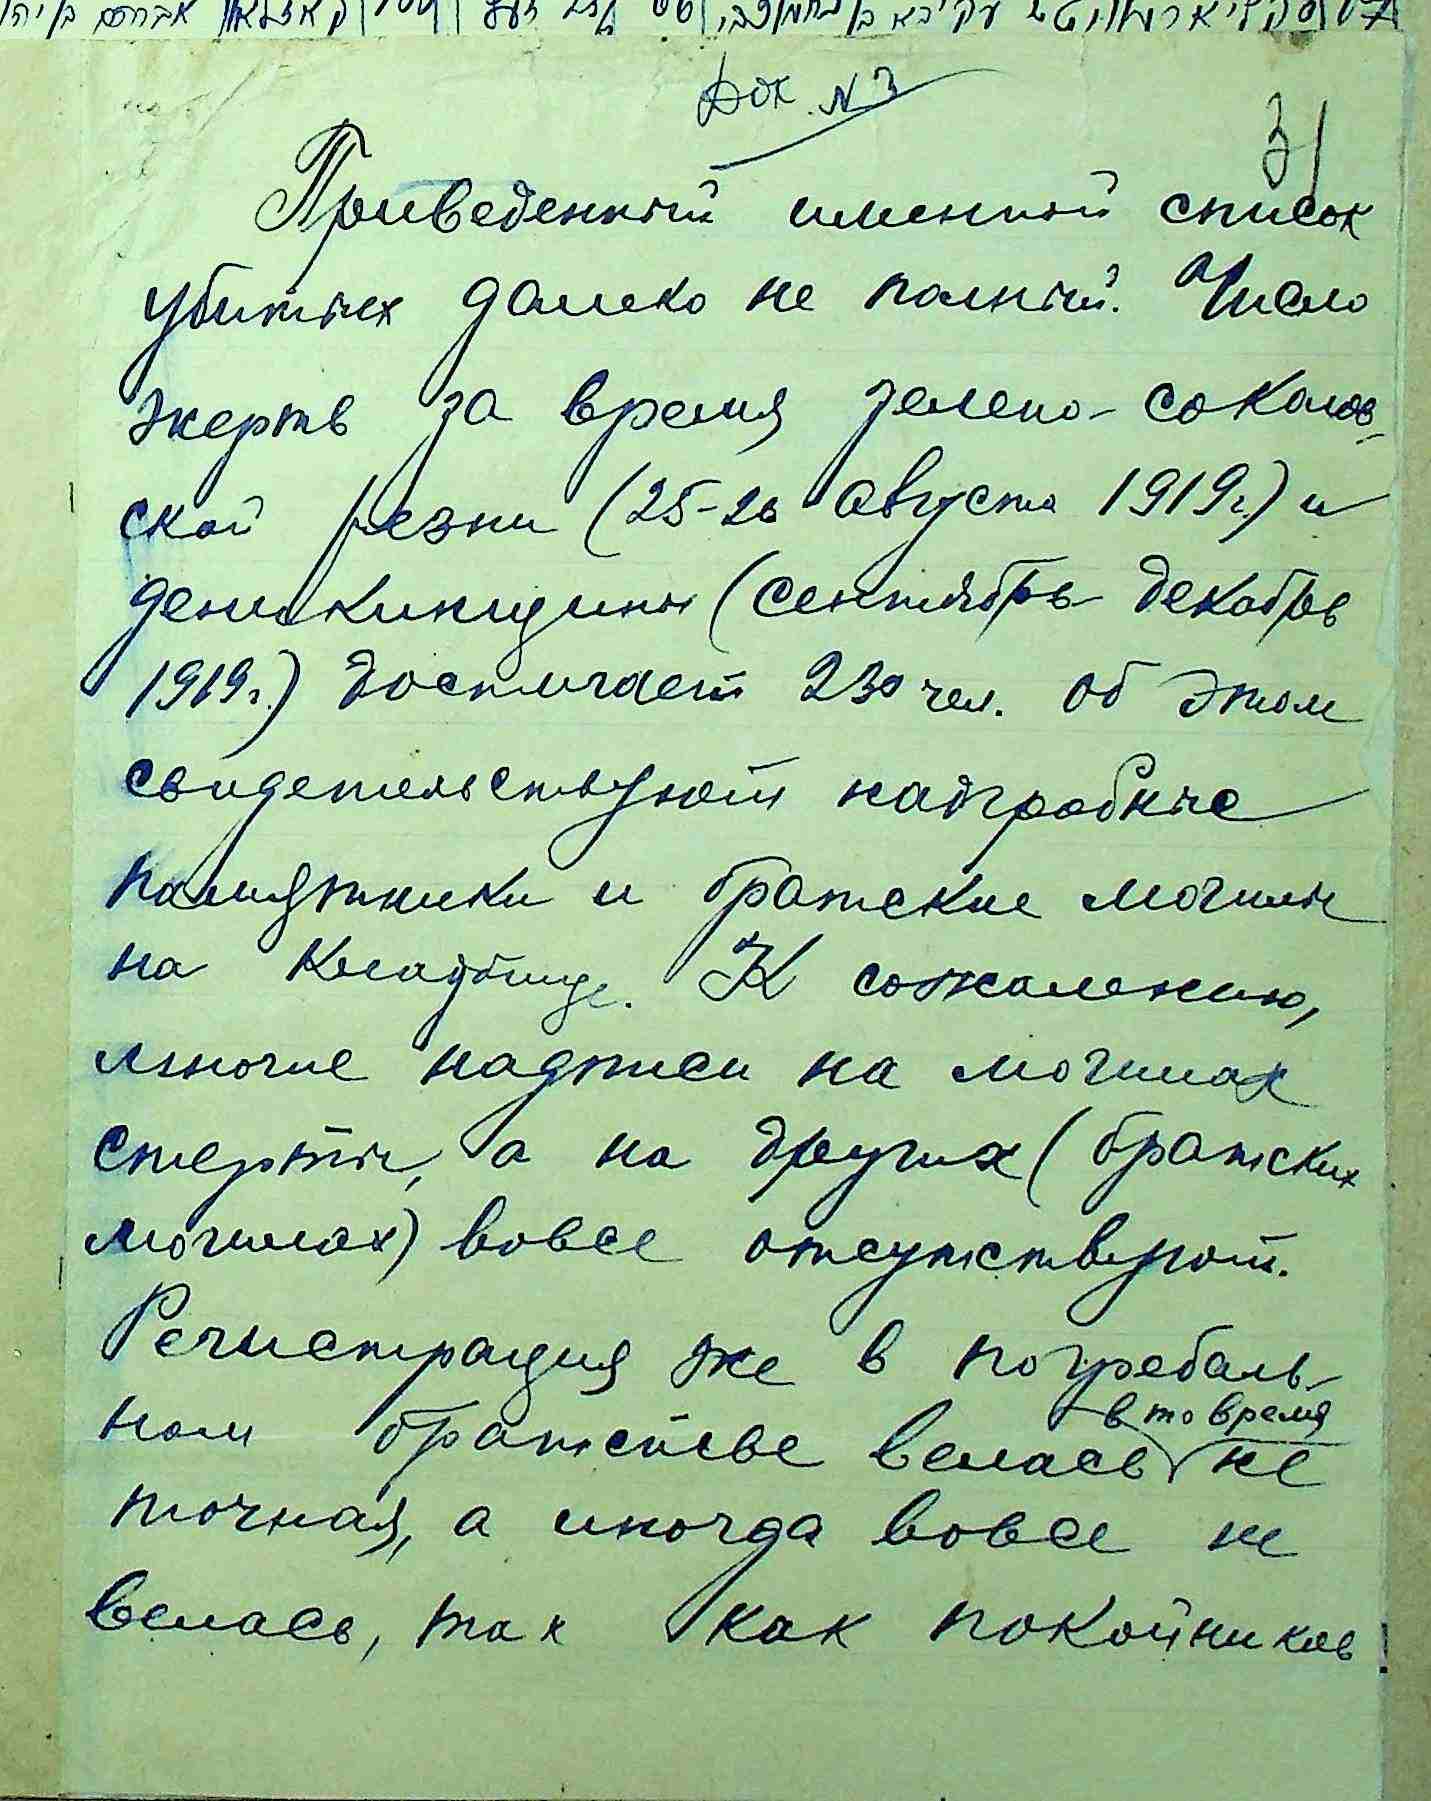 Док. №3
3
Приведенный именной список
убитых далеко не полный. Число
жертв за время зелено-соколов-
ской резни (25-26 августа 1919г.) и
деникинщины (сентябрь-декабрь
1919г.) достигает 230 чел. об этом
свидетельствуют надгробные
памятники и братские могилы
на кладбище. К сожалению,
многие надписи на могилах
стерты, а на других (братских
могилах) вовсе отсутствуют.
Регистрация же в погребаль-
в то время
ном братстве велась не
точная, а иногда вовсе не
велась, так как покойников